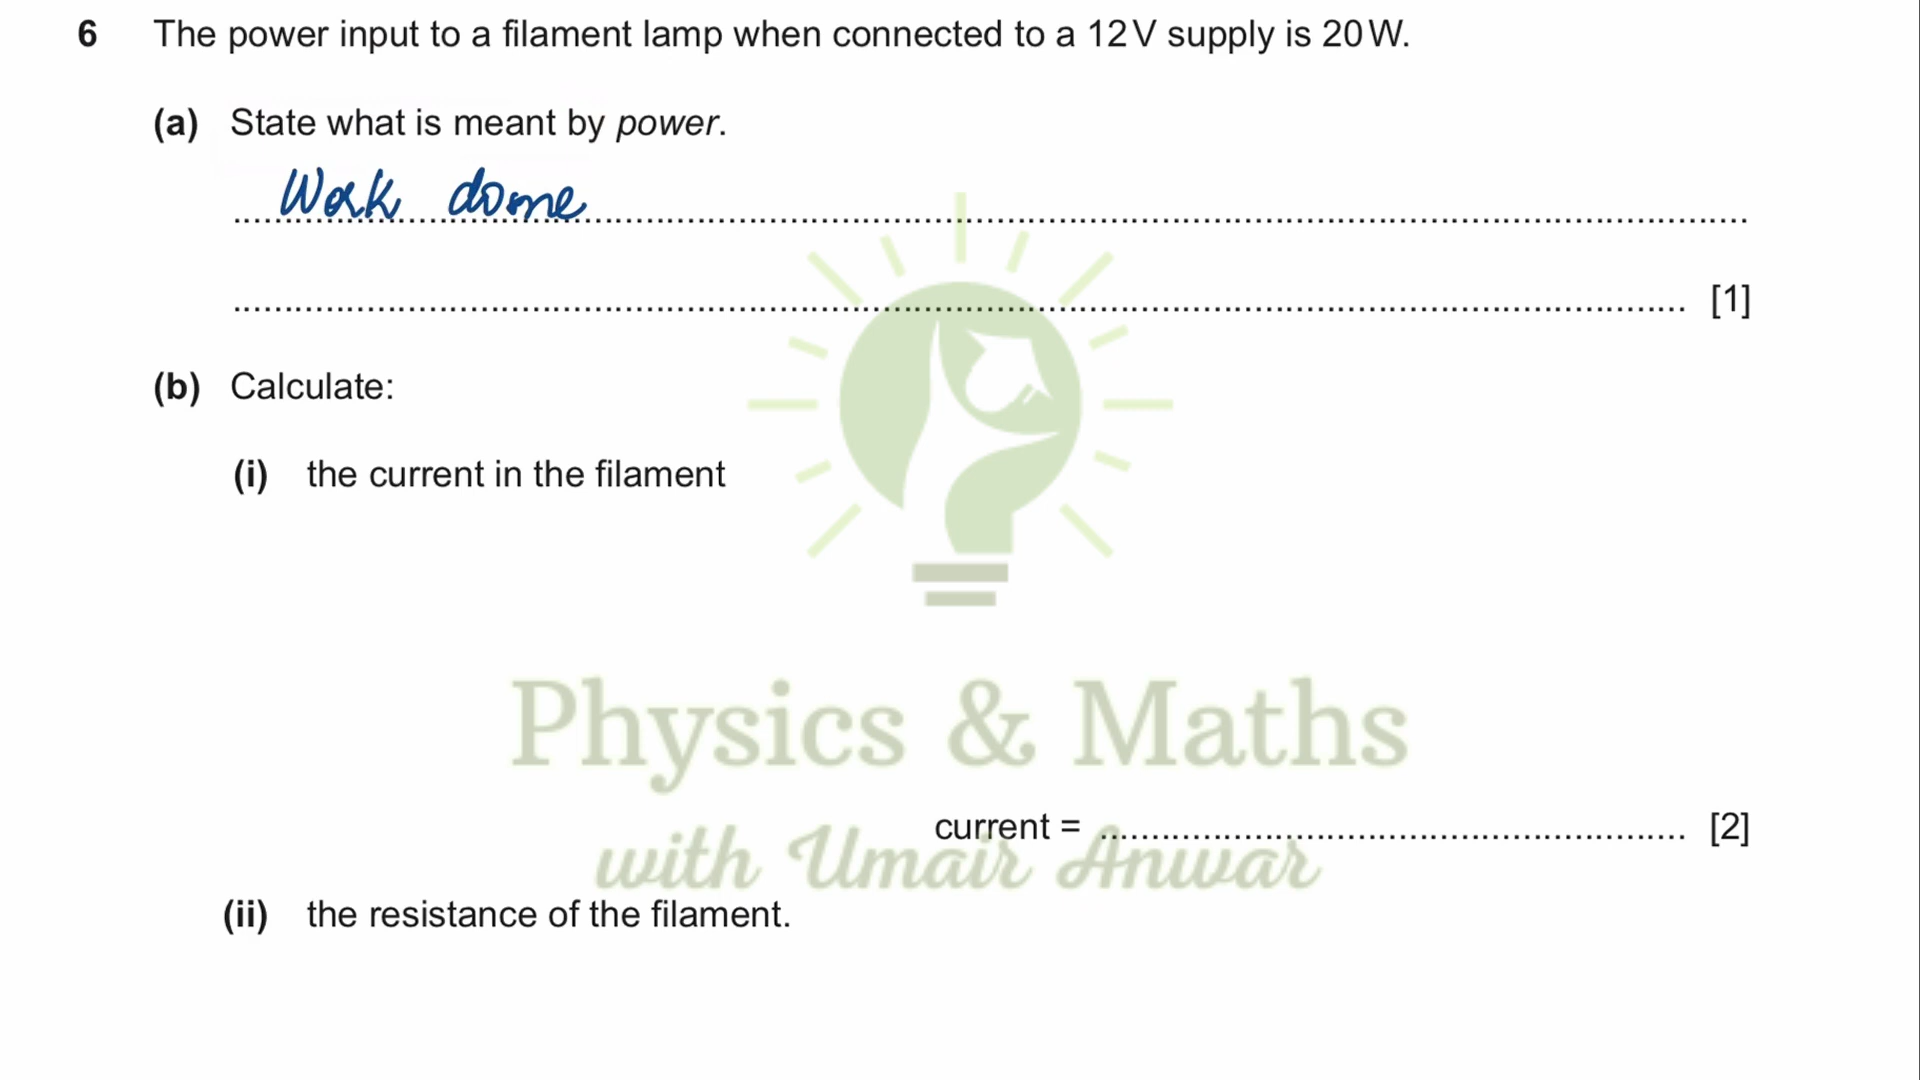 6 The power input to a filament lamp when connected to a 12V supply is 20W.
(a) State what is meant by power.
Work done
[1]
(b) Calculate:
(i) the current in the filament
Physics & Maths
current = [2]
with Umair Anwar
(ii) the resistance of the filament.